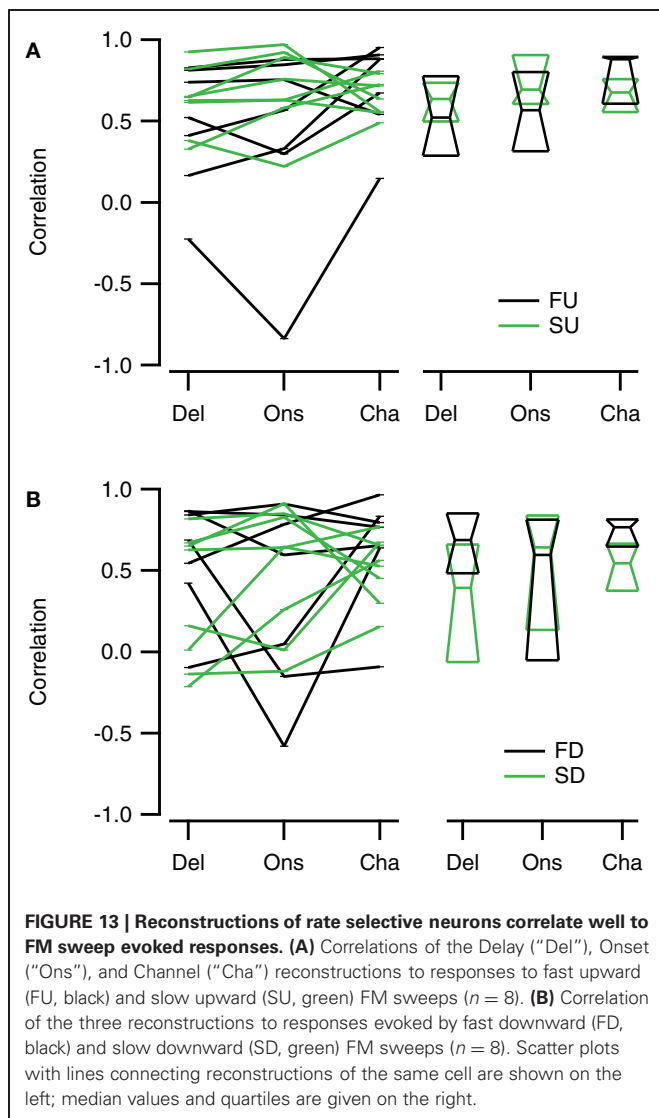 A
1.0
0.5
0.0
-0.5
-1.0
Correlation
FU
SU
Del Ons Cha Del Ons Cha
B
1.0
0.5
0.0
-0.5
-1.0
Correlation
FD
SD
Del Ons Cha Del Ons Cha
FIGURE 13 | Reconstructions of rate selective neurons correlate well to
FM sweep evoked responses. (A) Correlations of the Delay (“Del”), Onset
(“Ons”), and Channel (“Cha”) reconstructions to responses to fast upward
(FU, black) and slow upward (SU, green) FM sweeps (n = 8). (B) Correlation
of the three reconstructions to responses evoked by fast downward (FD,
black) and slow downward (SD, green) FM sweeps (n = 8). Scatter plots
with lines connecting reconstructions of the same cell are shown on the
left; median values and quartiles are given on the right.